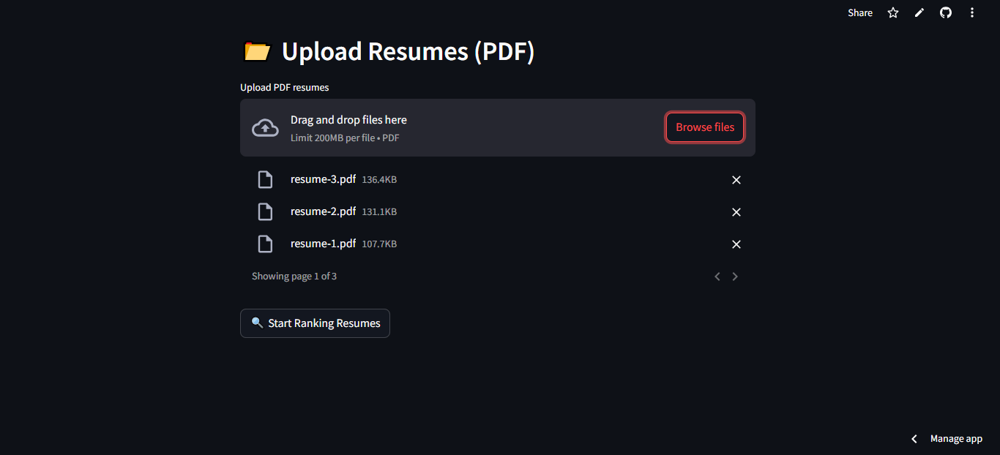 Share
Upload Resumes (PDF)
Upload PDF resumes
Drag and drop files here
Limit 200MB per file • PDF
Browse files
resume-3.pdf 136.4KB
resume-2.pdf 131.1KB
resume-1.pdf 107.7KB
Showing page 1 of 3
Start Ranking Resumes
Manage app